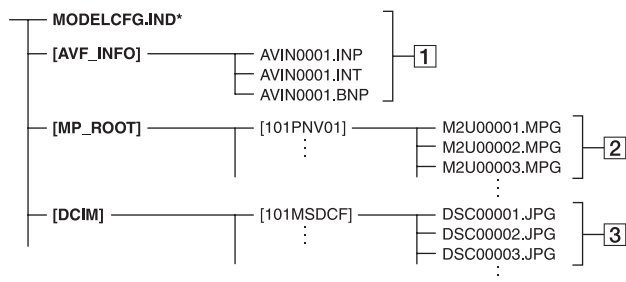 MODELCFG.IND*
[AVF_INFO] AVIN0001.INP
AVIN0001.INT
AVIN0001.BNP
1
[MP_ROOT] [101PNV01] M2U00001.MPG
M2U00002.MPG
M2U00003.MPG
2
[DCIM] [101MSDCF] DSC00001.JPG
DSC00002.JPG
DSC00003.JPG
3